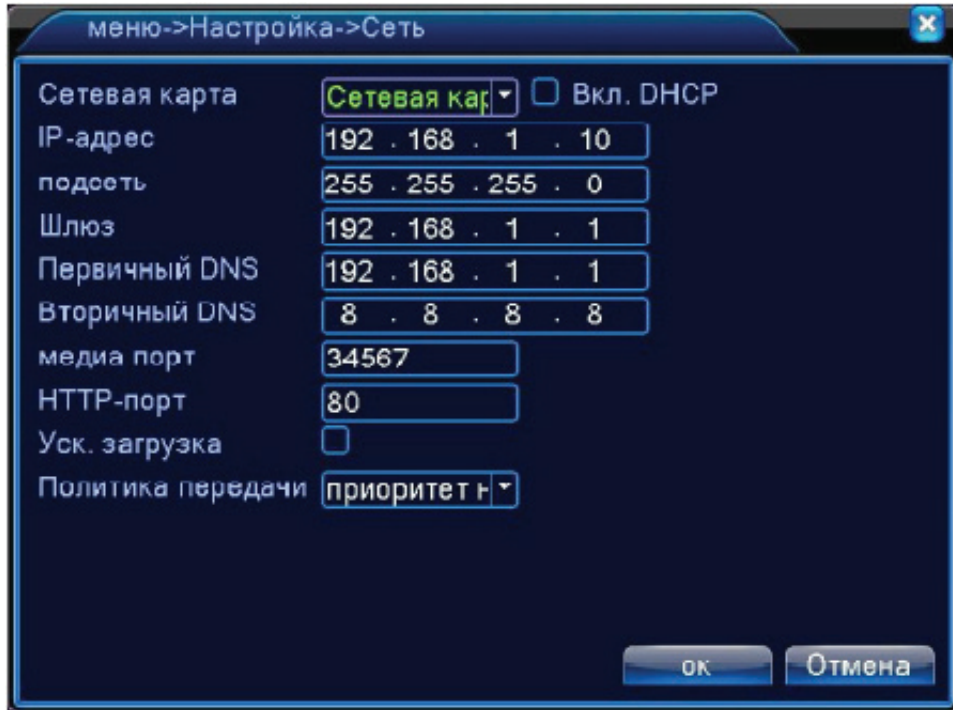 меню->Настройка->Сеть
Сетевая карта Сетевая кар Вкл. DHCP
IP-адрес 192 . 168 . 1 . 10
подсеть 255 . 255 . 255 . 0
Шлюз 192 . 168 . 1 . 1
Первичный DNS 192 . 168 . 1 . 1
Вторичный DNS 8 . 8 . 8 . 8
медиа порт 34567
HTTP-порт 80
Уск. загрузка
Политика передачи приоритет н
ок Отмена